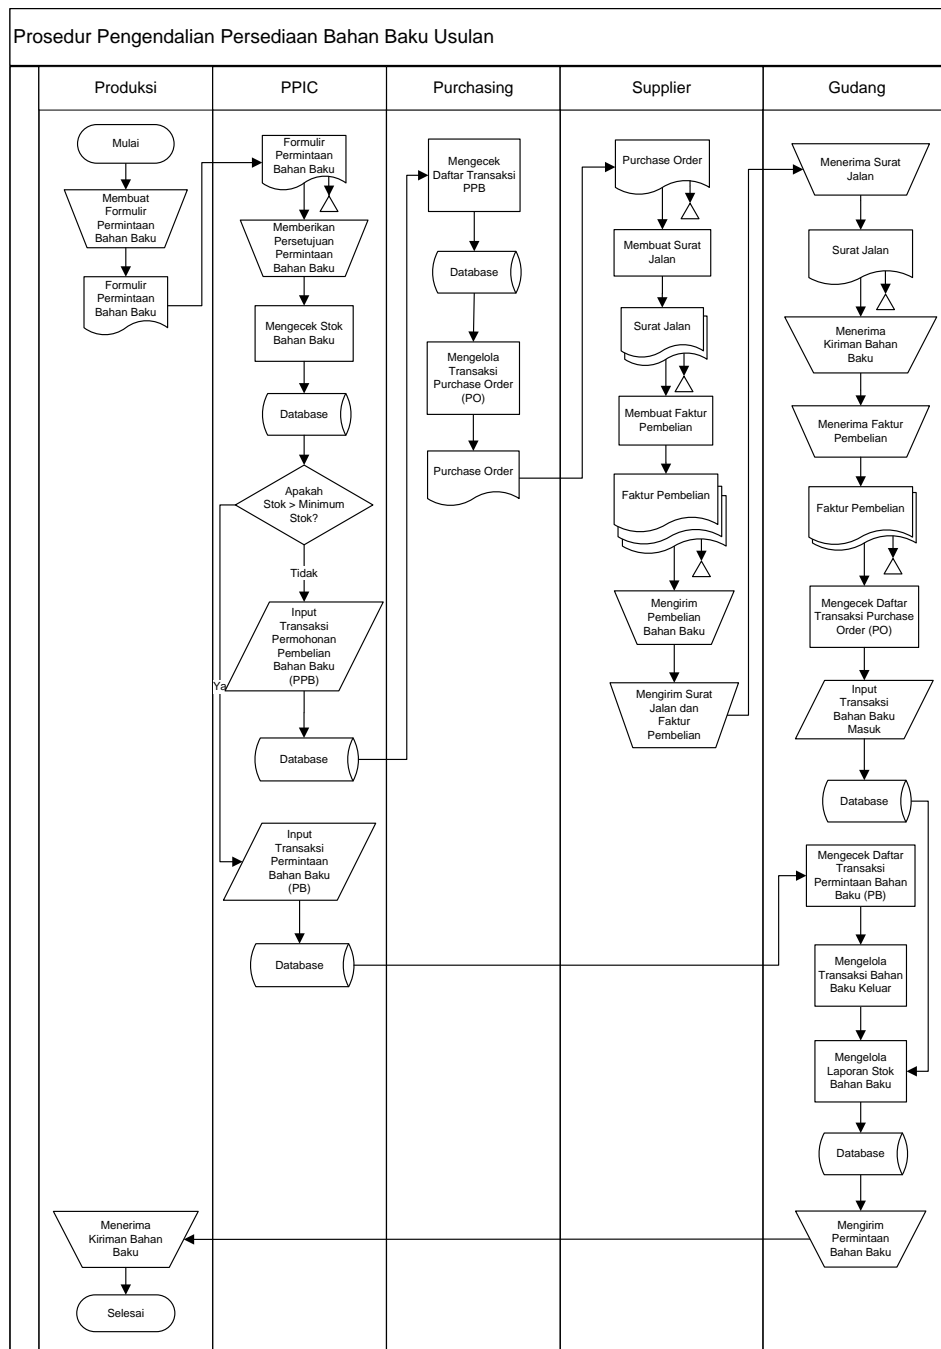 Prosedur Pengendalian Persediaan Bahan Baku Usulan
Produksi
PPIC
Purchasing
Supplier
Gudang
Mulai
Membuat
Formulir
Permintaan
Bahan Baku
Formulir
Permintaan
Bahan Baku
Formulir
Permintaan
Bahan Baku
Memberikan
Persetujuan
Permintaan
Bahan Baku
Mengecek Stok
Bahan Baku
Database
Apakah
Stok > Minimum
Stok?
Tidak
Ya
Input
Transaksi
Permohonan
Pembelian
Bahan Baku
(PPB)
Database
Input
Transaksi
Permintaan
Bahan Baku
(PB)
Database
Mengecek
Daftar Transaksi
PPB
Database
Mengelola
Transaksi
Purchase Order
(PO)
Purchase Order
Purchase Order
Membuat Surat
Jalan
Surat Jalan
Membuat Faktur
Pembelian
Faktur Pembelian
Mengirim
Pembelian
Bahan Baku
Mengirim Surat
Jalan dan
Faktur
Pembelian
Menerima Surat
Jalan
Surat Jalan
Menerima
Kiriman Bahan
Baku
Menerima Faktur
Pembelian
Faktur Pembelian
Mengecek Daftar
Transaksi Purchase
Order (PO)
Input
Transaksi
Bahan Baku
Masuk
Database
Mengecek Daftar
Transaksi
Permintaan Bahan
Baku (PB)
Mengelola
Transaksi Bahan
Baku Keluar
Mengelola
Laporan Stok
Bahan Baku
Database
Mengirim
Permintaan
Bahan Baku
Menerima
Kiriman Bahan
Baku
Selesai